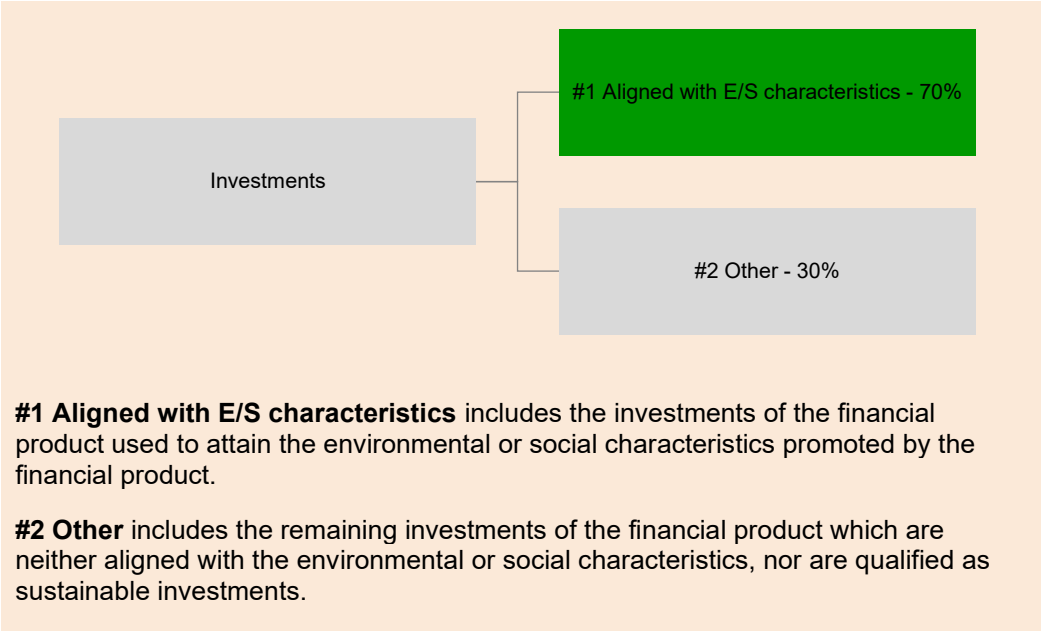 #1 Aligned with E/S characteristics - 70%
Investments
#2 Other - 30%
#1 Aligned with E/S characteristics includes the investments of the financial
product used to attain the environmental or social characteristics promoted by the
financial product.
#2 Other includes the remaining investments of the financial product which are
neither aligned with the environmental or social characteristics, nor are qualified as
sustainable investments.